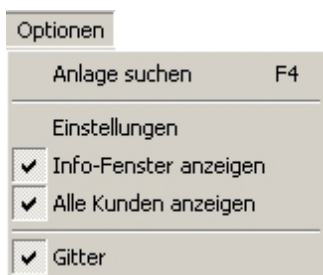 Optionen
Anlage suchen F4
Einstellungen
Info-Fenster anzeigen
Alle Kunden anzeigen
Gitter